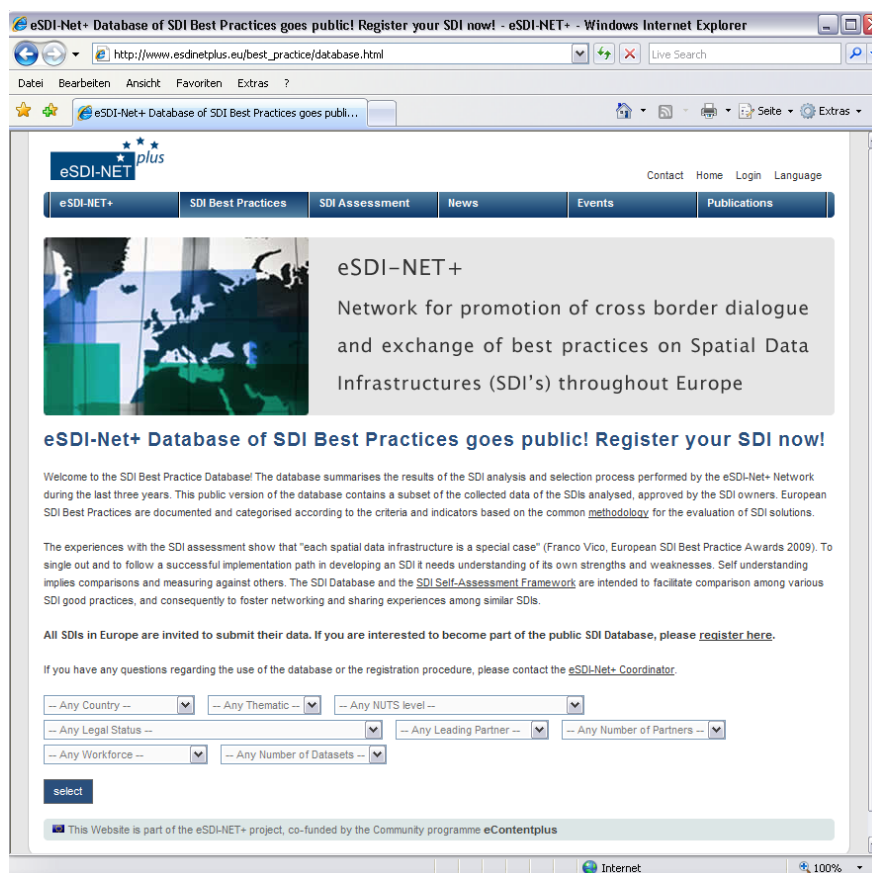 eSDI-Net+ Database of SDI Best Practices goes public! Register your SDI now! - eSDI-NET+ - Windows Internet Explorer
http://www.esdinetplus.eu/best_practice/database.html
Live Search
Datei Bearbeiten Ansicht Favoriten Extras ?
eSDI-Net+ Database of SDI Best Practices goes publi...
Seite Extras
eSDI-NET plus
Contact Home Login Language
eSDI-NET+ SDI Best Practices SDI Assessment News Events Publications
eSDI-NET+
Network for promotion of cross border dialogue
and exchange of best practices on Spatial Data
Infrastructures (SDI's) throughout Europe
eSDI-Net+ Database of SDI Best Practices goes public! Register your SDI now!
Welcome to the SDI Best Practice Database! The database summarises the results of the SDI analysis and selection process performed by the eSDI-Net+ Network
during the last three years. This public version of the database contains a subset of the collected data of the SDIs analysed, approved by the SDI owners. European
SDI Best Practices are documented and categorised according to the criteria and indicators based on the common methodology for the evaluation of SDI solutions.
The experiences with the SDI assessment show that "each spatial data infrastructure is a special case" (Franco Vico, European SDI Best Practice Awards 2009). To
single out and to follow a successful implementation path in developing an SDI it needs understanding of its own strengths and weaknesses. Self understanding
implies comparisons and measuring against others. The SDI Database and the SDI Self-Assessment Framework are intended to facilitate comparison among various
SDI good practices, and consequently to foster networking and sharing experiences among similar SDIs.
All SDIs in Europe are invited to submit their data. If you are interested to become part of the public SDI Database, please register here.
If you have any questions regarding the use of the database or the registration procedure, please contact the eSDI-Net+ Coordinator.
-- Any Country -- -- Any Thematic -- -- Any NUTS level --
-- Any Legal Status -- -- Any Leading Partner -- -- Any Number of Partners --
-- Any Workforce -- -- Any Number of Datasets --
select
This Website is part of the eSDI-NET+ project, co-funded by the Community programme eContentplus
Internet 100%